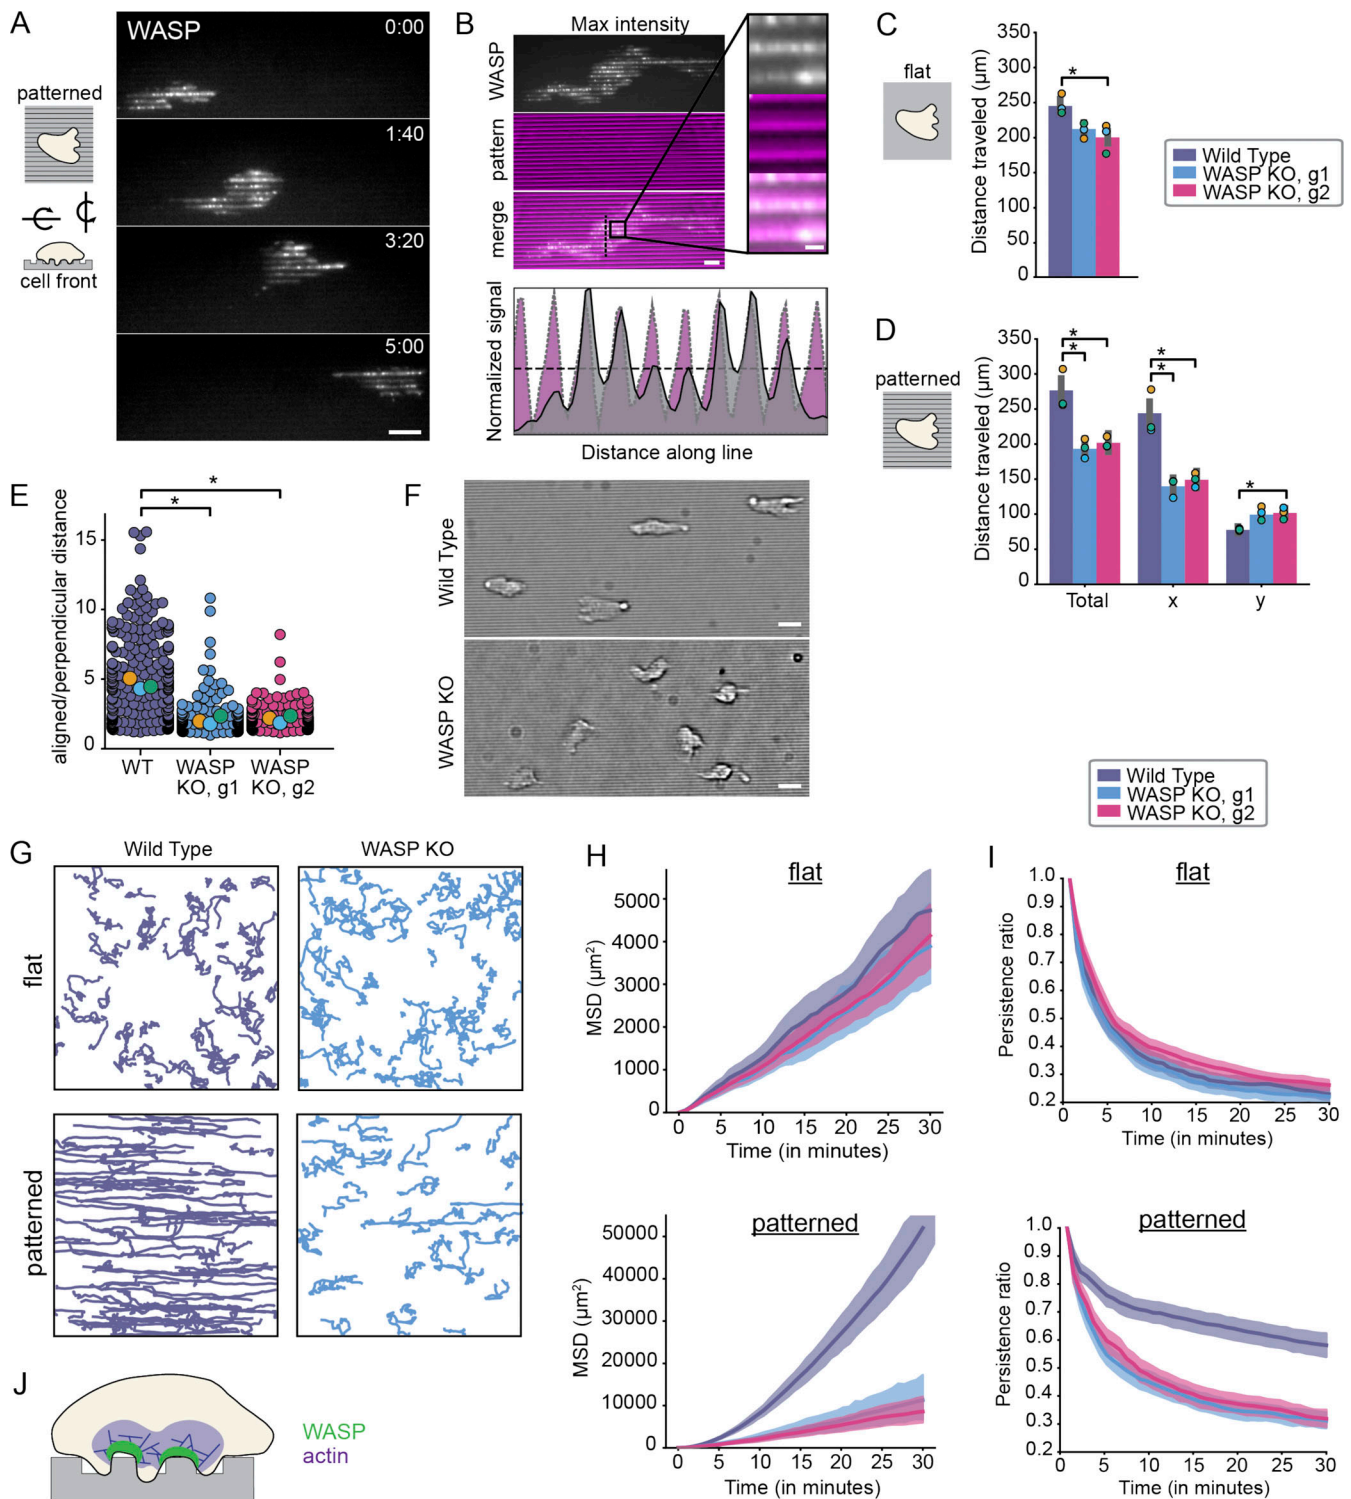 A
WASP
0:00
patterned
1:40
3:20
cell front
5:00
B
Max intensity
WASP
pattern
merge
Normalized signal
Distance along line
C
flat
Distance traveled (µm)
350
300
250
200
150
100
50
0
*
Wild Type
WASP KO, g1
WASP KO, g2
D
patterned
Distance traveled (µm)
350
300
250
200
150
100
50
0
*
*
*
*
*
Total
x
y
E
aligned/perpendicular distance
15
10
5
0
*
*
WT
WASP
KO, g1
WASP
KO, g2
F
Wild Type
WASP KO
Wild Type
WASP KO, g1
WASP KO, g2
G
Wild Type
WASP KO
flat
patterned
H
flat
MSD (µm²)
5000
4000
3000
2000
1000
0
0 5 10 15 20 25 30
Time (in minutes)
patterned
MSD (µm²)
50000
40000
30000
20000
10000
0
0 5 10 15 20 25 30
Time (in minutes)
I
flat
Persistence ratio
1.0
0.9
0.8
0.7
0.6
0.5
0.4
0.3
0.2
0 5 10 15 20 25 30
Time (in minutes)
patterned
Persistence ratio
1.0
0.9
0.8
0.7
0.6
0.5
0.4
0.3
0.2
0 5 10 15 20 25 30
Time (in minutes)
J
WASP
actin